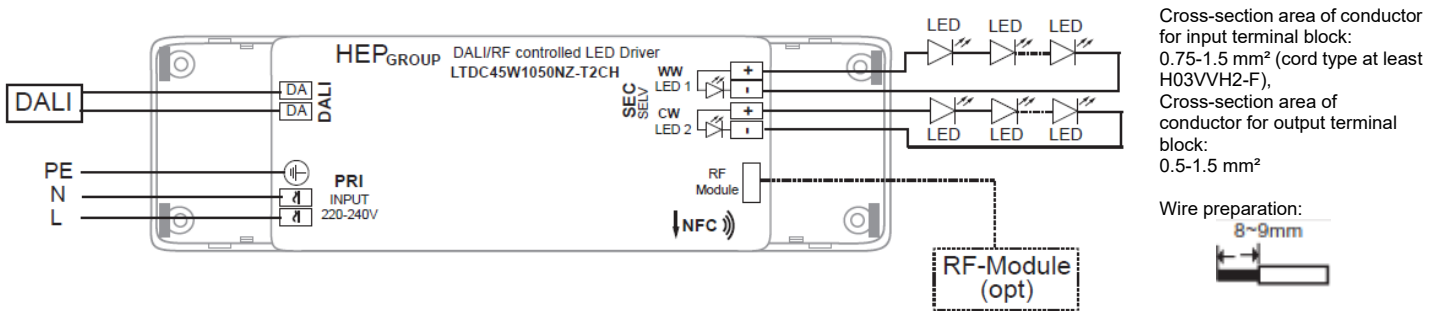 HEP GROUP DALI/RF controlled LED Driver
LTDC45W1050NZ-T2CH
DALI
DA
DA
DALI
PE
N
L
PRI
INPUT
220-240V
SEC
SELV
WW
LED 1
+
-
CW
LED 2
+
-
RF
Module
NFC
LED LED LED
LED LED LED
RF-Module
(opt)
Cross-section area of conductor
for input terminal block:
0.75-1.5 mm² (cord type at least
H03VVH2-F),
Cross-section area of
conductor for output terminal
block:
0.5-1.5 mm²
Wire preparation:
8~9mm